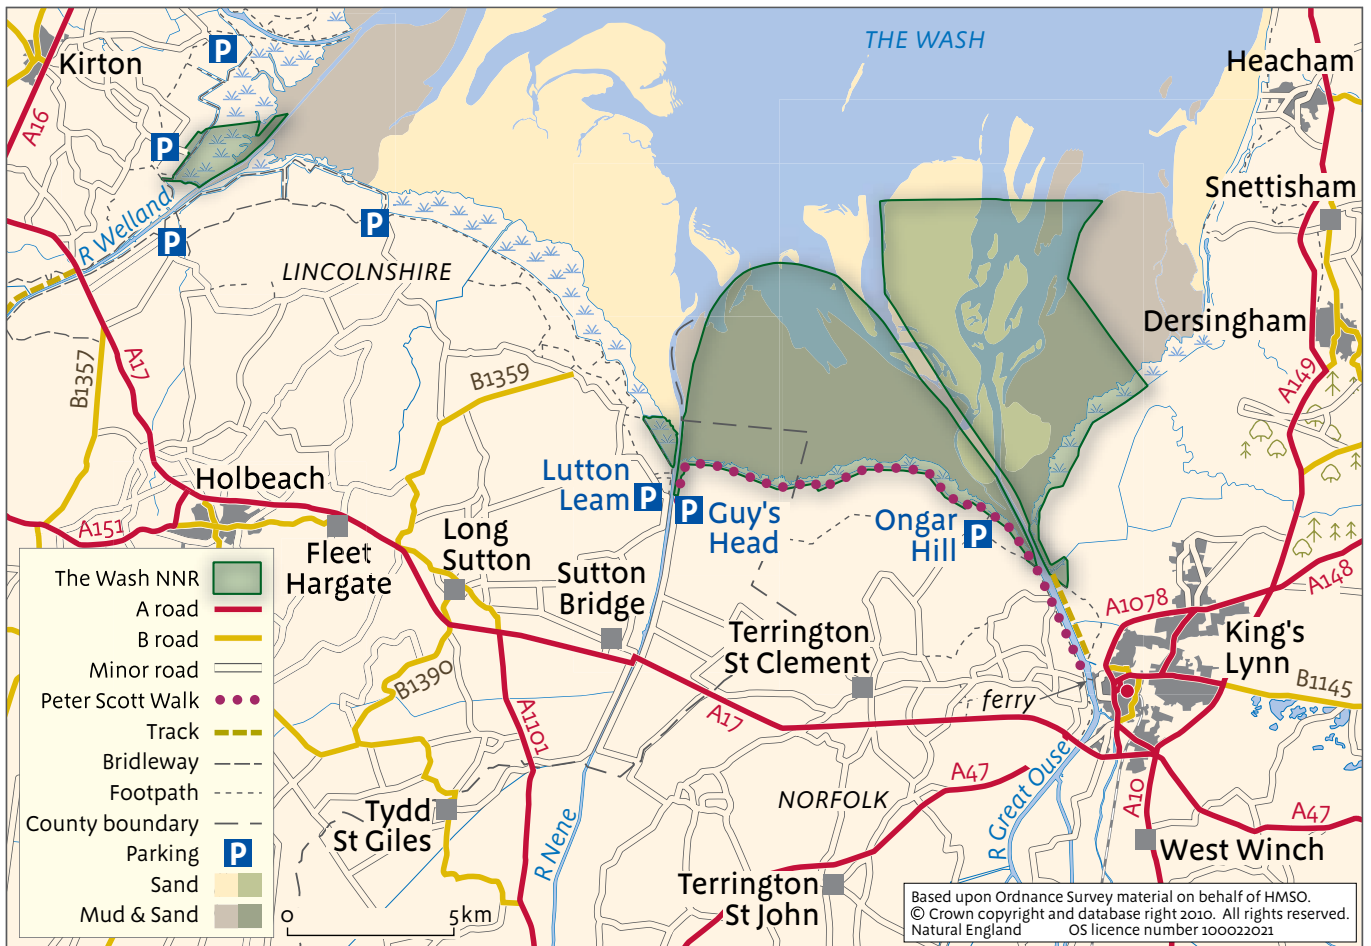 THE WASH
P
Kirton
Heacham
A16
P
Snettisham
R Welland
P
P
LINCOLNSHIRE
Dersingham
A17
B1357
B1359
A149
Holbeach
Lutton
Leam P
P Guy's
Head
Ongar
Hill P
A151
Long
Sutton
Fleet
Hargate
Sutton
Bridge
A148
A1078
King's
Lynn
Terrington
St Clement
B1390
ferry
B1145
A17
A1101
R Great Ouse
A47
NORFOLK
A10
A47
Tydd
St Giles
R Nene
West Winch
Terrington
St John
The Wash NNR
A road
B road
Minor road
Peter Scott Walk
Track
Bridleway
Footpath
County boundary
Parking P
Sand
Mud & Sand
0 5km
Based upon Ordnance Survey material on behalf of HMSO.
© Crown copyright and database right 2010. All rights reserved.
Natural England OS licence number 100022021